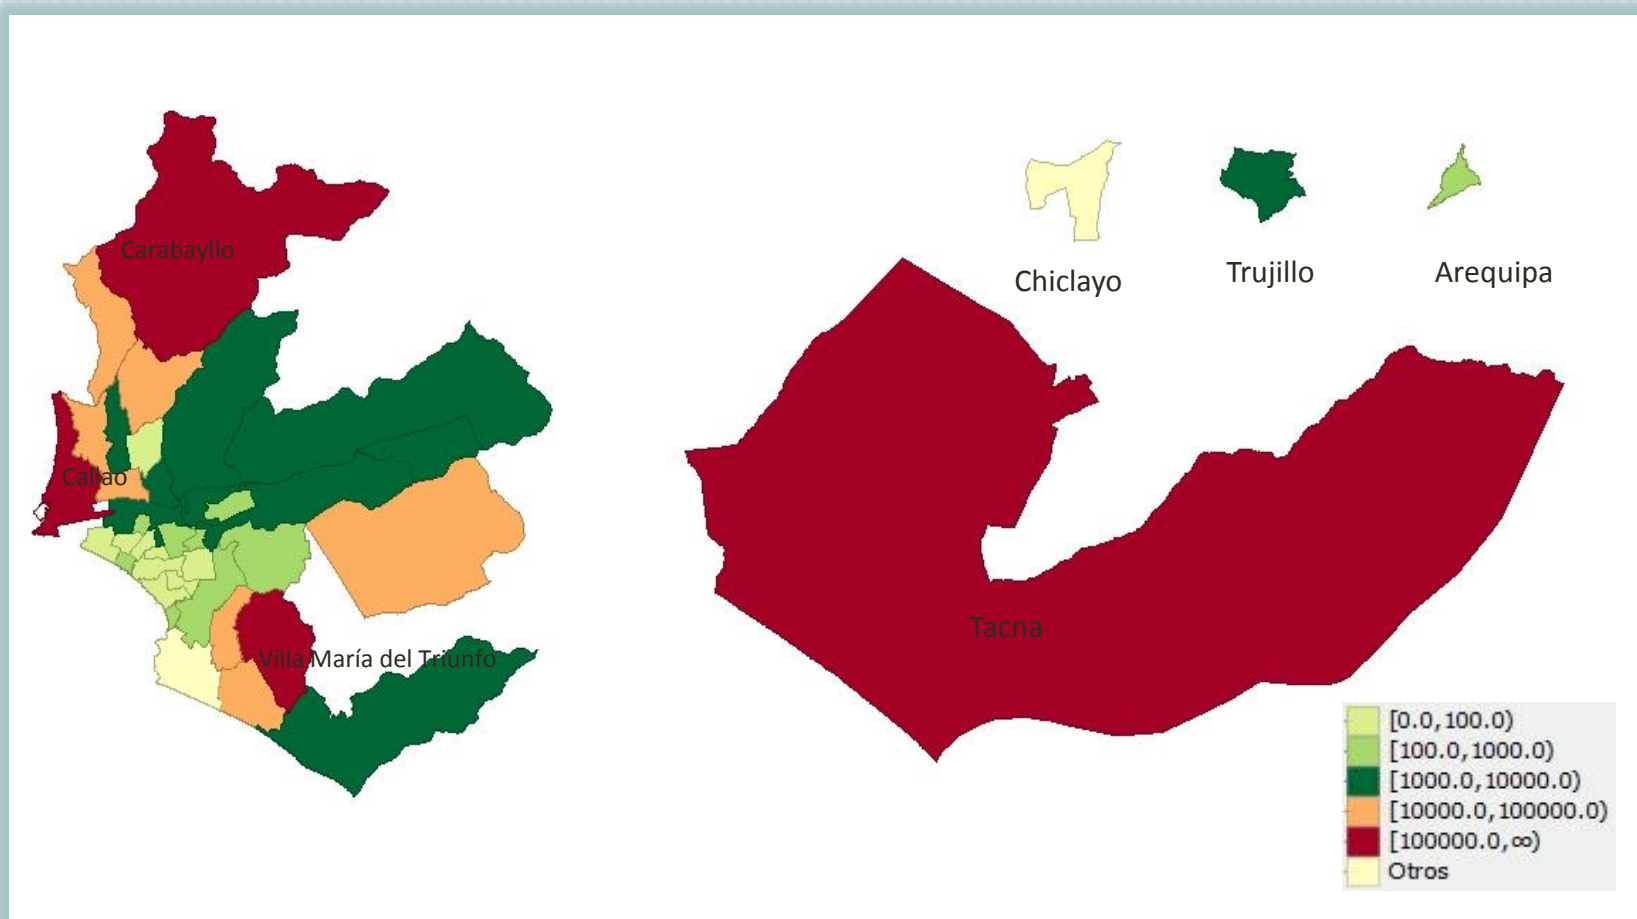 Carabayllo
Callao
Villa María del Triunfo
Chiclayo
Trujillo
Arequipa
Tacna
[0.0,100.0)
[100.0,1000.0)
[1000.0,10000.0)
[10000.0,100000.0)
[100000.0,∞)
Otros